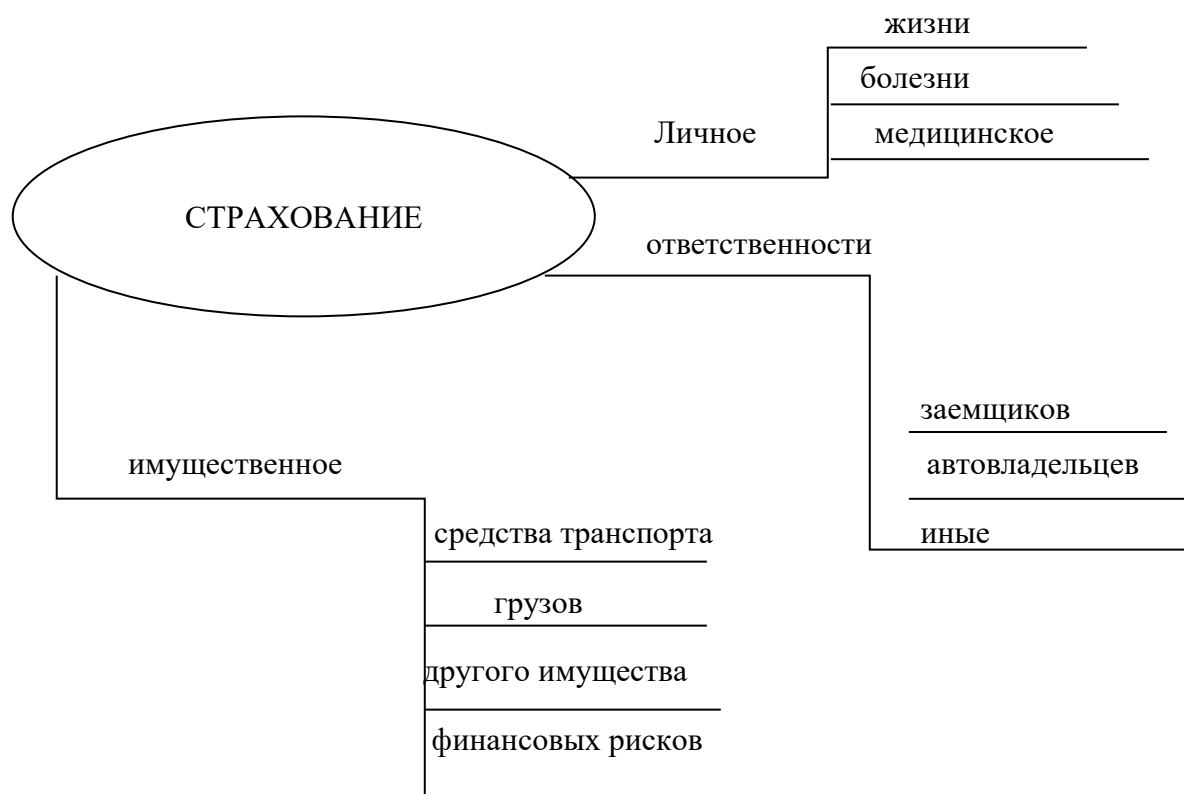 жизни
болезни
Личное
медицинское
СТРАХОВАНИЕ
ответственности
заемщиков
автовладельцев
имущественное
иные
средства транспорта
грузов
другого имущества
финансовых рисков